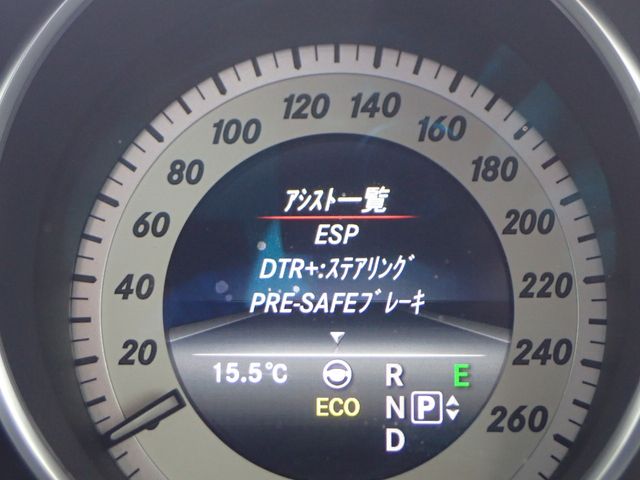 20
40
60
80
100
120
140
160
180
200
220
240
260
ｱｼｽﾄ一覧
ESP
DTR+:ｽﾃｱﾘﾝｸﾞ
PRE-SAFEﾌﾞﾚｰｷ
15.5℃ R E
ECO N P
D